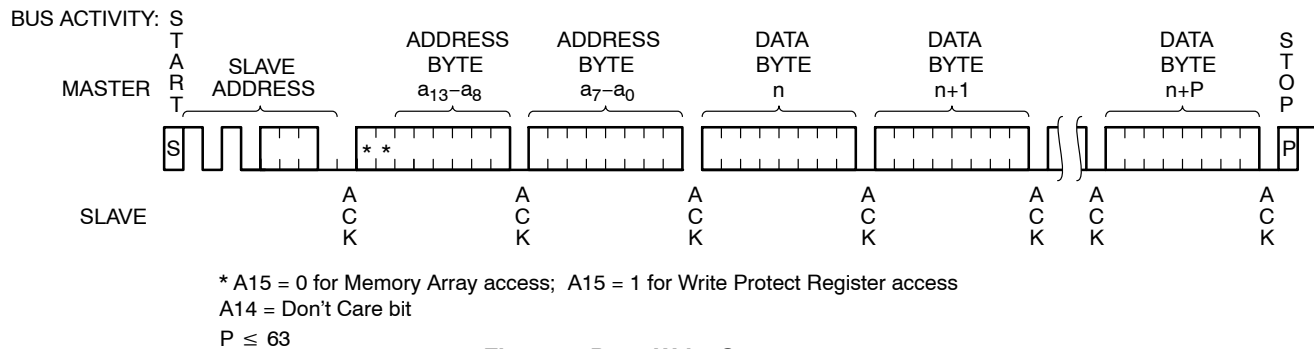 BUS ACTIVITY:
MASTER
START
SLAVE
ADDRESS
ADDRESS
BYTE
a13−a8
ADDRESS
BYTE
a7−a0
DATA
BYTE
n
DATA
BYTE
n+1
DATA
BYTE
n+P
STOP
S
* *
P
SLAVE
ACK
ACK
ACK
ACK
ACK
ACK
ACK
* A15 = 0 for Memory Array access; A15 = 1 for Write Protect Register access
A14 = Don't Care bit
P ≤ 63